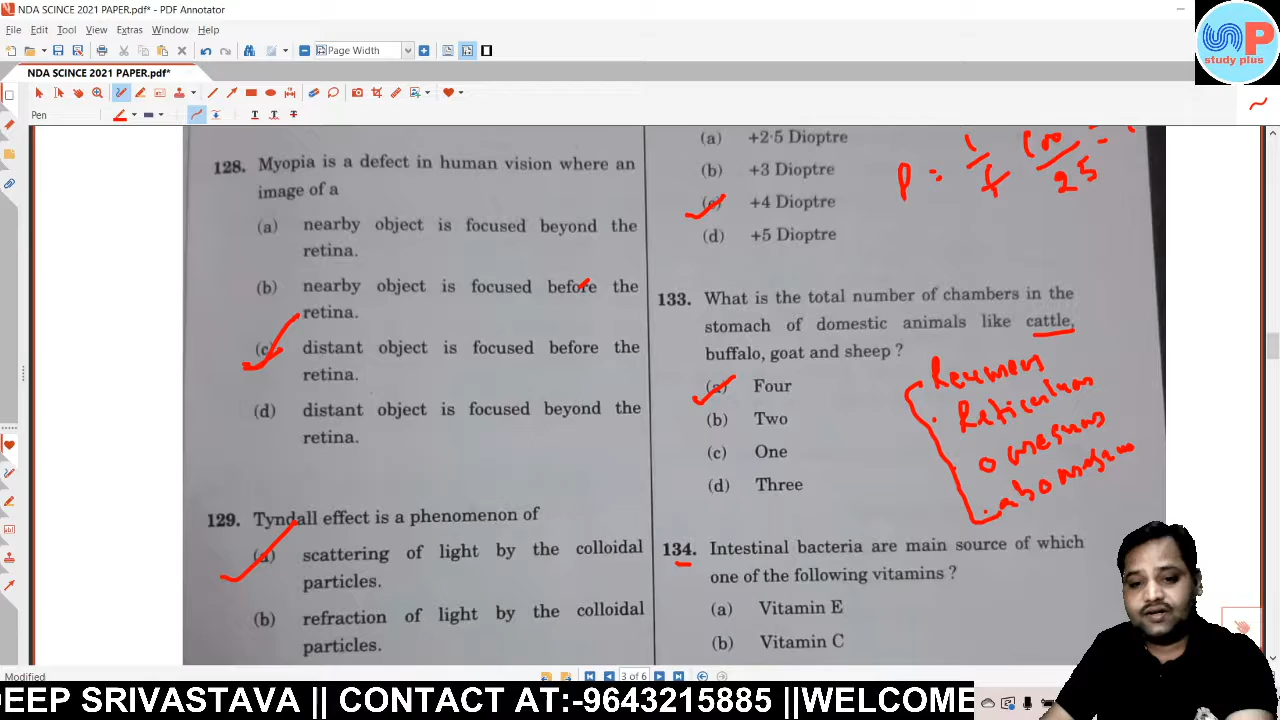 NDA SCINCE 2021 PAPER.pdf* - PDF Annotator
File Edit Tool View Extras Window Help
Page Width
NDA SCINCE 2021 PAPER.pdf*
Pen
SP
study plus
128. Myopia is a defect in human vision where an
image of a
(a) nearby object is focused beyond the
retina.
(b) nearby object is focused before the
retina.
(c) distant object is focused before the
retina.
(d) distant object is focused beyond the
retina.
129. Tyndall effect is a phenomenon of
(a) scattering of light by the colloidal
particles.
(b) refraction of light by the colloidal
particles.
(a) +2·5 Dioptre
(b) +3 Dioptre
(c) +4 Dioptre
(d) +5 Dioptre
P = 1/f 100/25 =
133. What is the total number of chambers in the
stomach of domestic animals like cattle,
buffalo, goat and sheep ?
(a) Four
(b) Two
(c) One
(d) Three
Reticulum
134. Intestinal bacteria are main source of which
one of the following vitamins ?
(a) Vitamin E
(b) Vitamin C
Modified
3 of 6
DEEP SRIVASTAVA || CONTACT AT:-9643215885 ||WELCOME